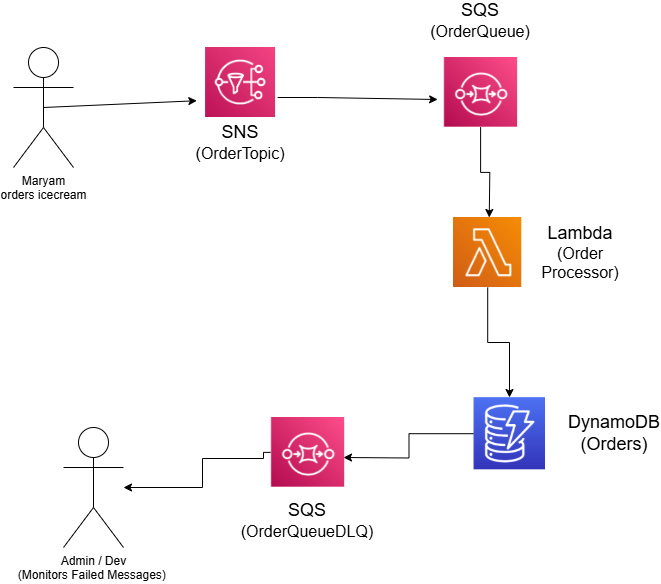 SQS
(OrderQueue)
SNS
(OrderTopic)
Maryam
orders icecream
Lambda
(Order
Processor)
DynamoDB
(Orders)
SQS
(OrderQueueDLQ)
Admin / Dev
(Monitors Failed Messages)